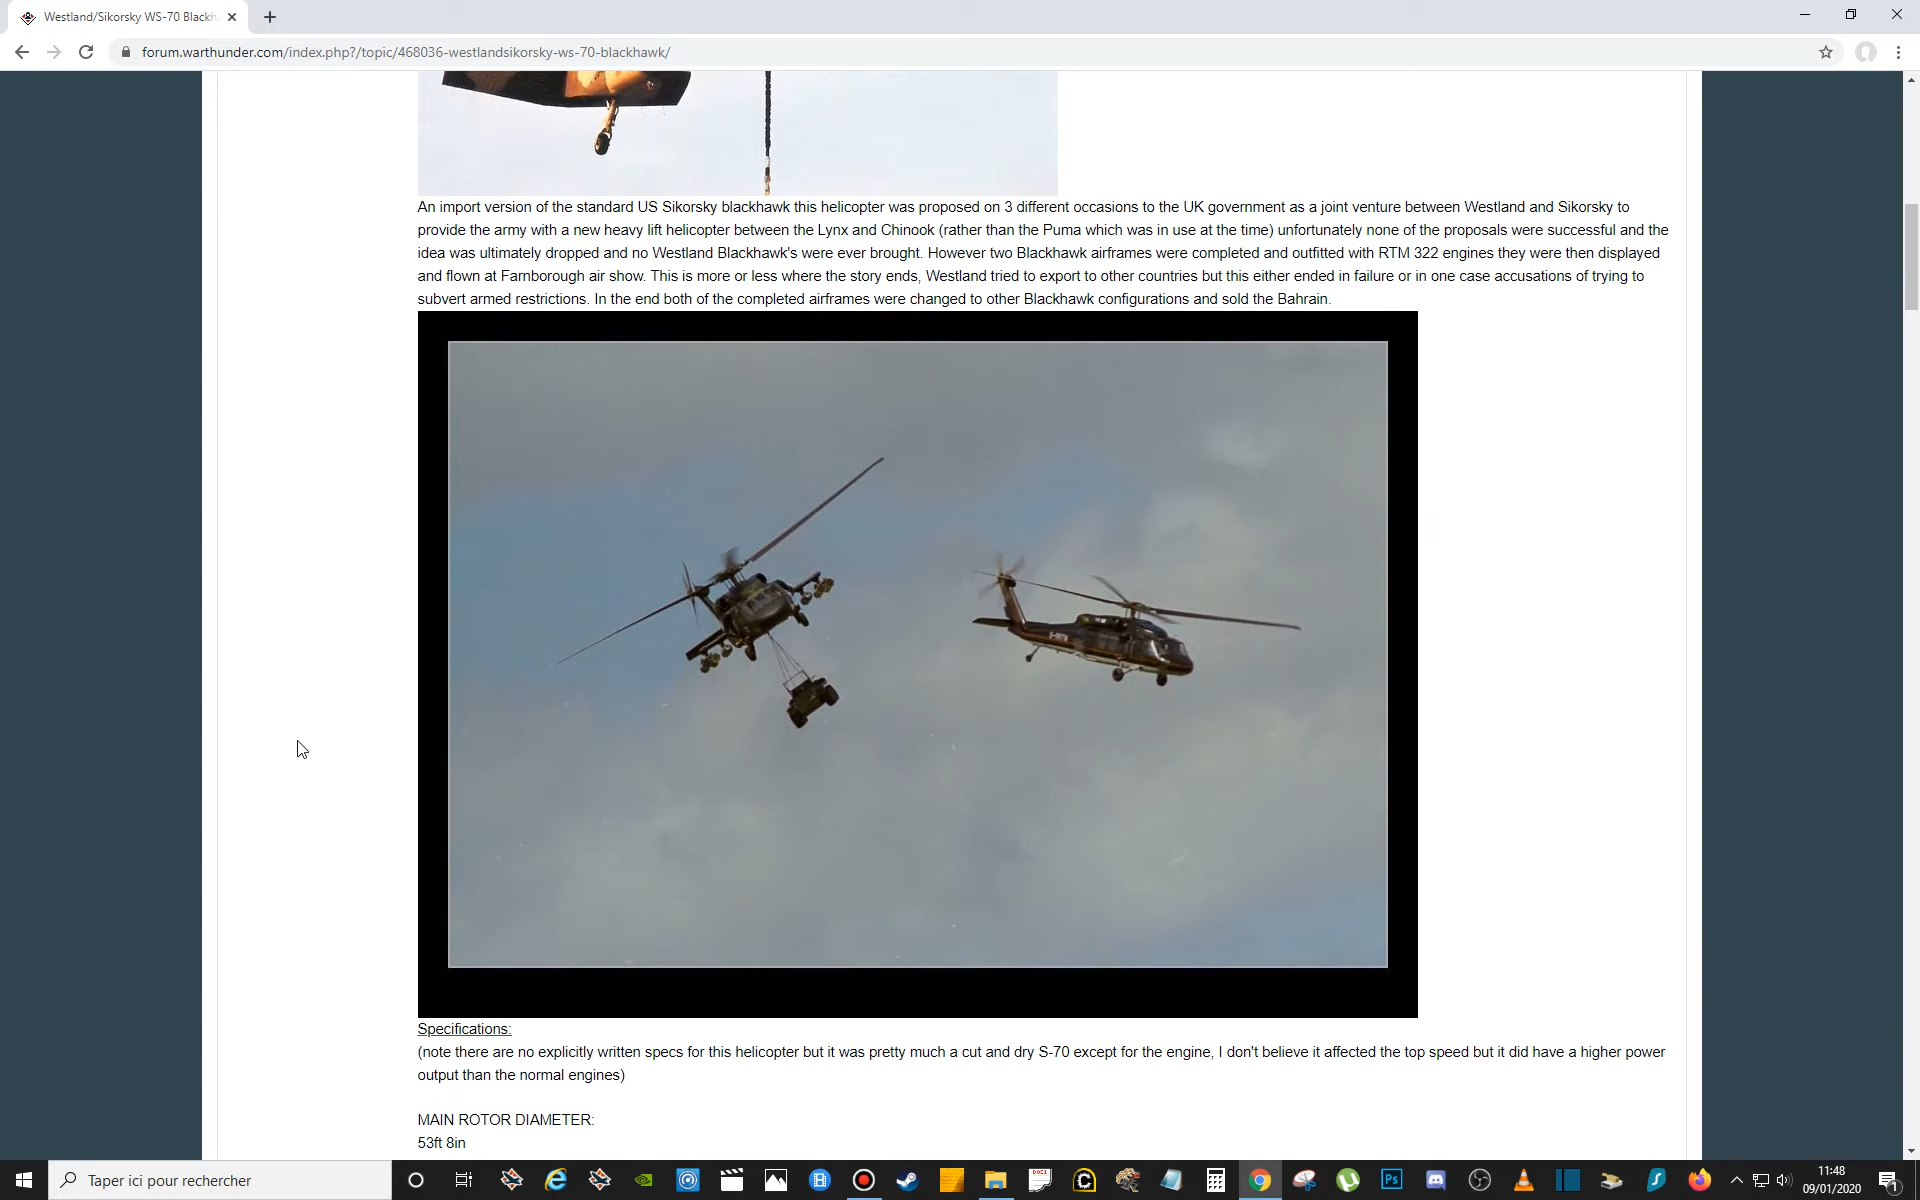 Westland/Sikorsky WS-70 Blackh
forum.warthunder.com/index.php?/topic/468036-westlandsikorsky-ws-70-blackhawk/
An import version of the standard US Sikorsky blackhawk this helicopter was proposed on 3 different occasions to the UK government as a joint venture between Westland and Sikorsky to
provide the army with a new heavy lift helicopter between the Lynx and Chinook (rather than the Puma which was in use at the time) unfortunately none of the proposals were successful and the
idea was ultimately dropped and no Westland Blackhawk's were ever brought. However two Blackhawk airframes were completed and outfitted with RTM 322 engines they were then displayed
and flown at Farnborough air show. This is more or less where the story ends, Westland tried to export to other countries but this either ended in failure or in one case accusations of trying to
subvert armed restrictions. In the end both of the completed airframes were changed to other Blackhawk configurations and sold the Bahrain.
Specifications:
(note there are no explicitly written specs for this helicopter but it was pretty much a cut and dry S-70 except for the engine, I don't believe it affected the top speed but it did have a higher power
output than the normal engines)
MAIN ROTOR DIAMETER:
53ft 8in
Taper ici pour rechercher
11:48
09/01/2020